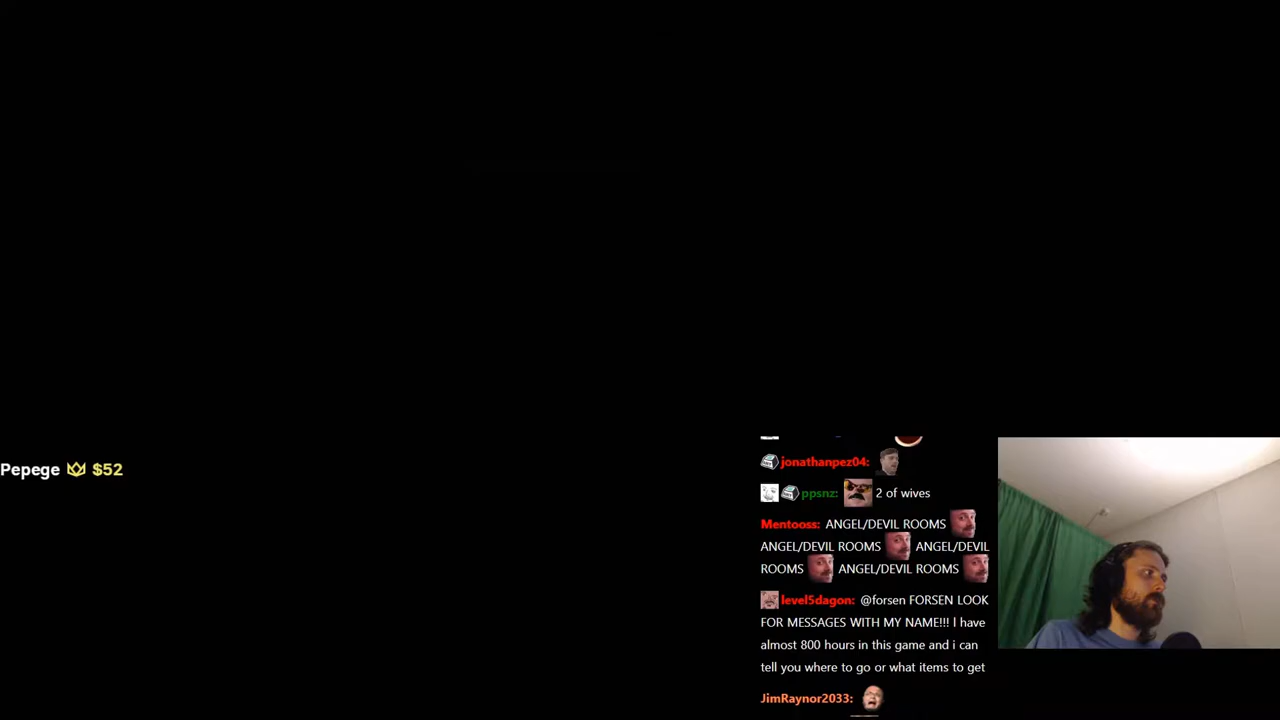 Pepege $52
jonathanpez04:
ppsnz: 2 of wives
Mentooss: ANGEL/DEVIL ROOMS
ANGEL/DEVIL ROOMS ANGEL/DEVIL
ROOMS ANGEL/DEVIL ROOMS
level5dagon: @forsen FORSEN LOOK
FOR MESSAGES WITH MY NAME!!! I have
almost 800 hours in this game and i can
tell you where to go or what items to get
JimRaynor2033: